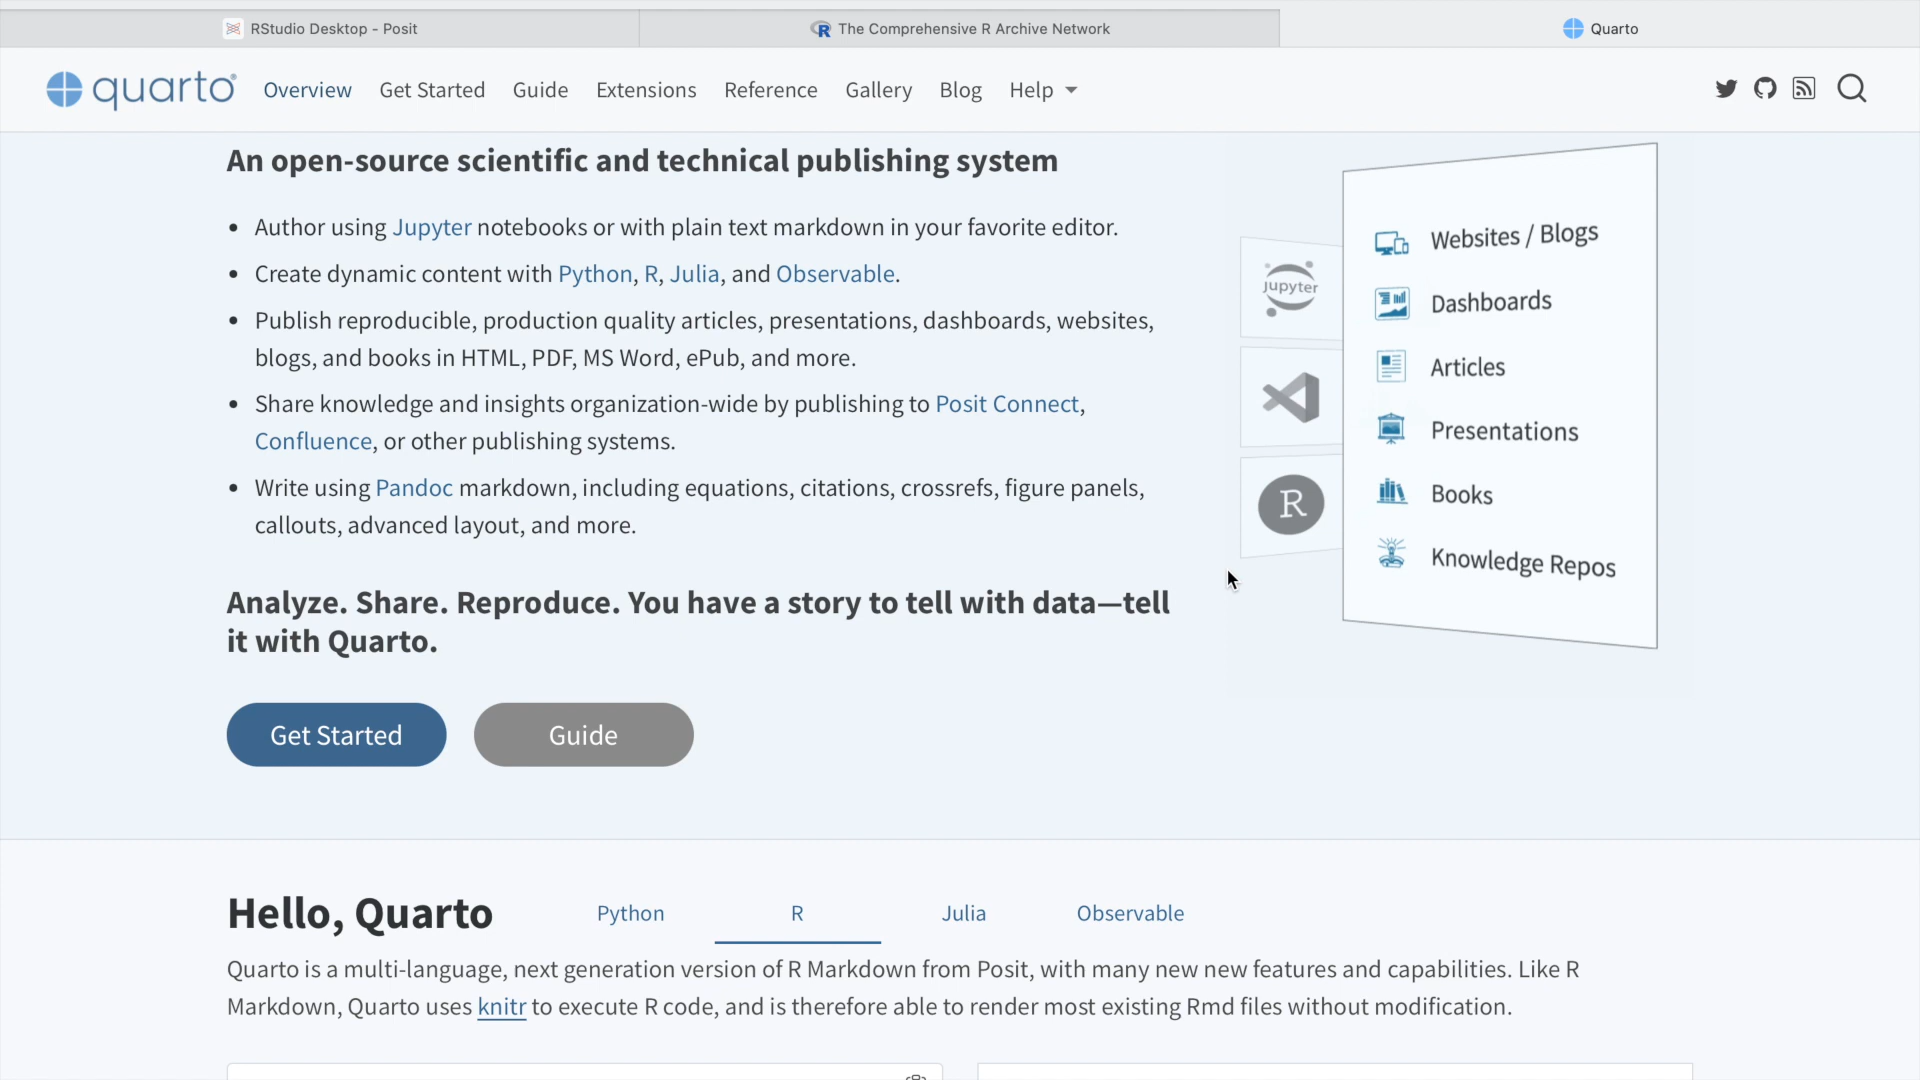 RStudio Desktop - Posit
The Comprehensive R Archive Network
Quarto
quarto
Overview
Get Started
Guide
Extensions
Reference
Gallery
Blog
Help
An open-source scientific and technical publishing system
Author using Jupyter notebooks or with plain text markdown in your favorite editor.
Create dynamic content with Python, R, Julia, and Observable.
Publish reproducible, production quality articles, presentations, dashboards, websites,
blogs, and books in HTML, PDF, MS Word, ePub, and more.
Share knowledge and insights organization-wide by publishing to Posit Connect,
Confluence, or other publishing systems.
Write using Pandoc markdown, including equations, citations, crossrefs, figure panels,
callouts, advanced layout, and more.
Analyze. Share. Reproduce. You have a story to tell with data—tell
it with Quarto.
Get Started
Guide
jupyter
R
Websites / Blogs
Dashboards
Articles
Presentations
Books
Knowledge Repos
Hello, Quarto
Python
R
Julia
Observable
Quarto is a multi-language, next generation version of R Markdown from Posit, with many new new features and capabilities. Like R
Markdown, Quarto uses knitr to execute R code, and is therefore able to render most existing Rmd files without modification.